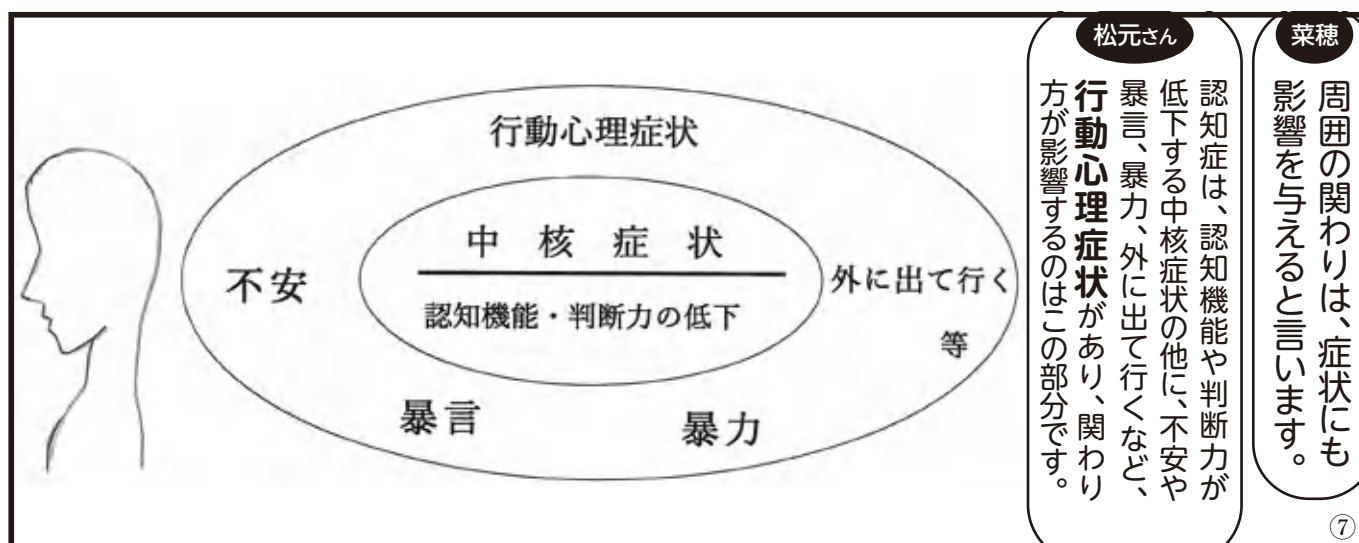 菜穂
周囲の関わりは、症状にも
影響を与えると言います。
松元さん
認知症は、認知機能や判断力が
低下する中核症状の他に、不安や
暴言、暴力、外に出て行くなど、
行動心理症状があり、関わり
方が影響するのはこの部分です。
行動心理症状
中核症状
認知機能・判断力の低下
不安
外に出て行く
等
暴言
暴力
⑦